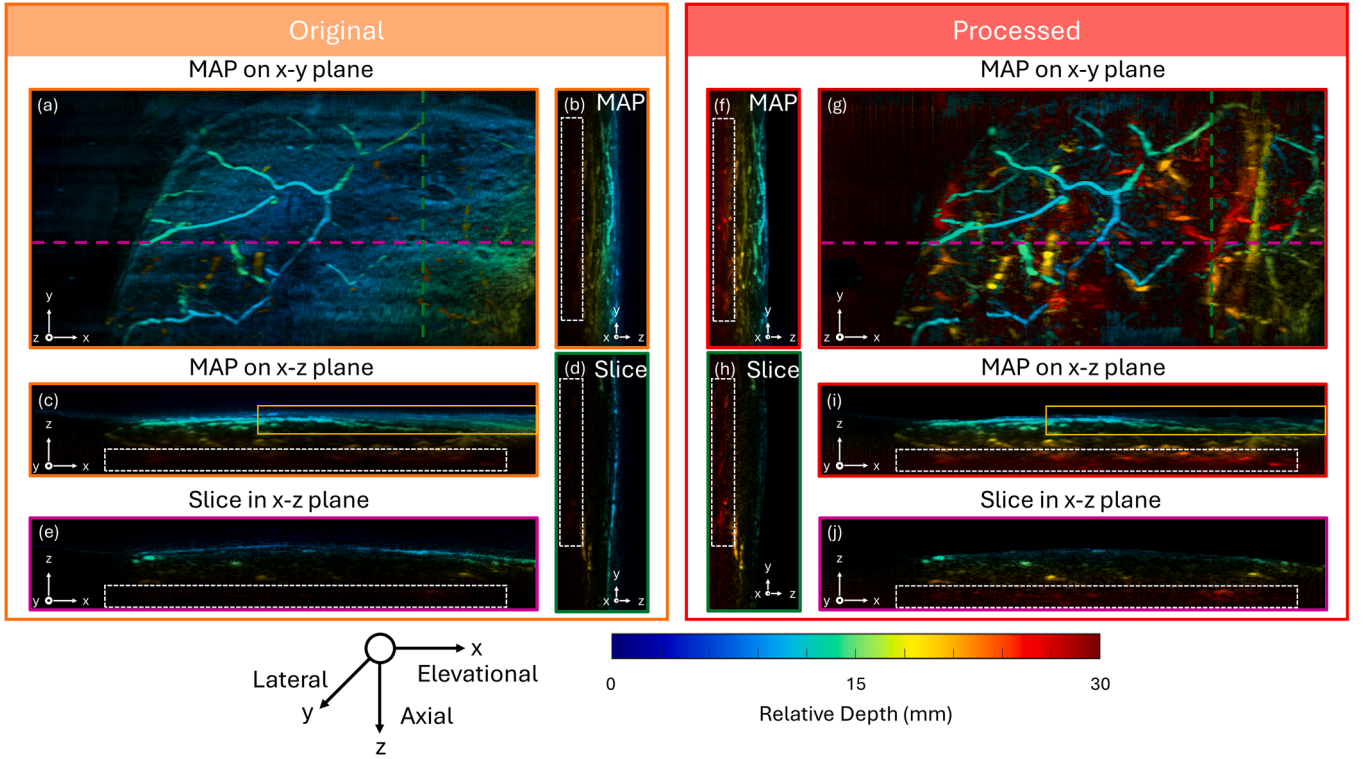 Original
MAP on x-y plane
(a)
y
z
x
(b)
MAP
y
x
z
MAP on x-z plane
(c)
z
y
x
(d)
Slice
y
x
z
Slice in x-z plane
(e)
z
y
x
Processed
MAP on x-y plane
(f)
MAP
y
x
z
(g)
y
z
x
(h)
Slice
y
x
z
MAP on x-z plane
(i)
z
y
x
Slice in x-z plane
(j)
z
y
x
x
Elevational
Lateral
y
Axial
z
0
15
30
Relative Depth (mm)